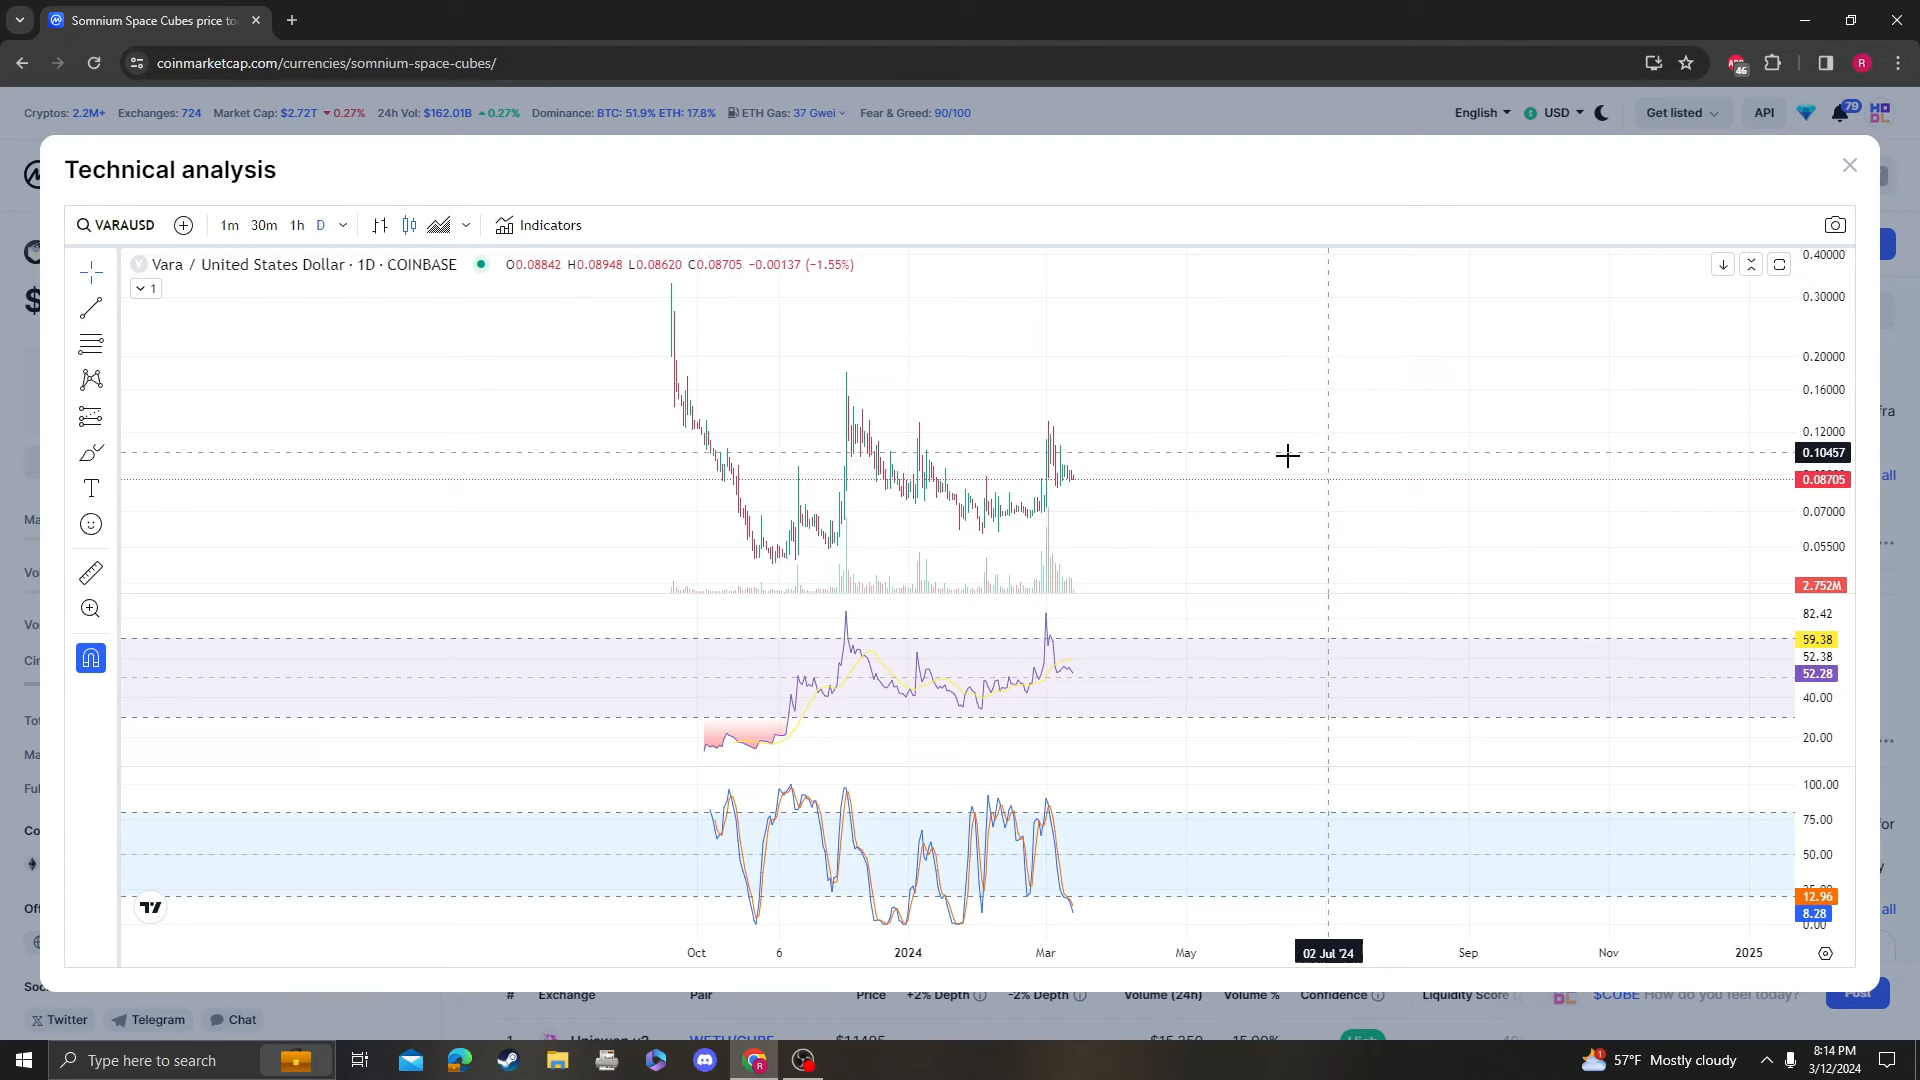 Somnium Space Cubes price to
coinmarketcap.com/currencies/somnium-space-cubes/
46
R
Cryptos: 2.2M+ Exchanges: 724 Market Cap: $2.72T 0.27% 24h Vol: $162.01B 0.27% Dominance: BTC: 51.9% ETH: 17.8% ETH Gas: 37 Gwei Fear & Greed: 90/100
English USD Get listed API 79
Technical analysis
VARAUSD 1m 30m 1h D Indicators
Vara / United States Dollar · 1D · COINBASE O0.08842 H0.08948 L0.08620 C0.08705 −0.00137 (−1.55%)
1
0.40000
0.30000
0.20000
0.16000
0.12000
0.10457
0.08705
0.07000
0.05500
2.752M
82.42
59.38
52.38
52.28
40.00
20.00
100.00
75.00
50.00
12.96
8.28
0.00
Oct 6 2024 Mar May 02 Jul '24 Sep Nov 2025
# Exchange Pair Price +2% Depth -2% Depth Volume (24h) Volume % Confidence Liquidity Score
$CUBE How do you feel today? Post
Twitter Telegram Chat
Type here to search
57°F Mostly cloudy
8:14 PM
3/12/2024